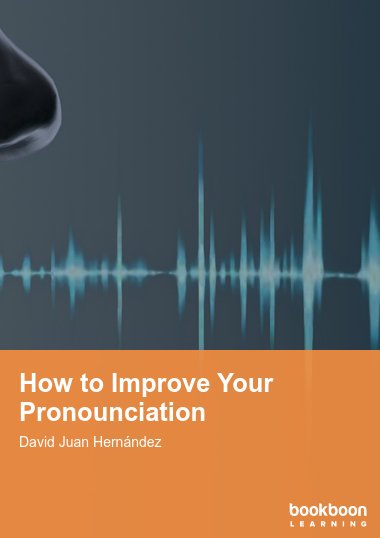 How to Improve Your
Pronounciation
David Juan Hernández
bookboon
LEARNING